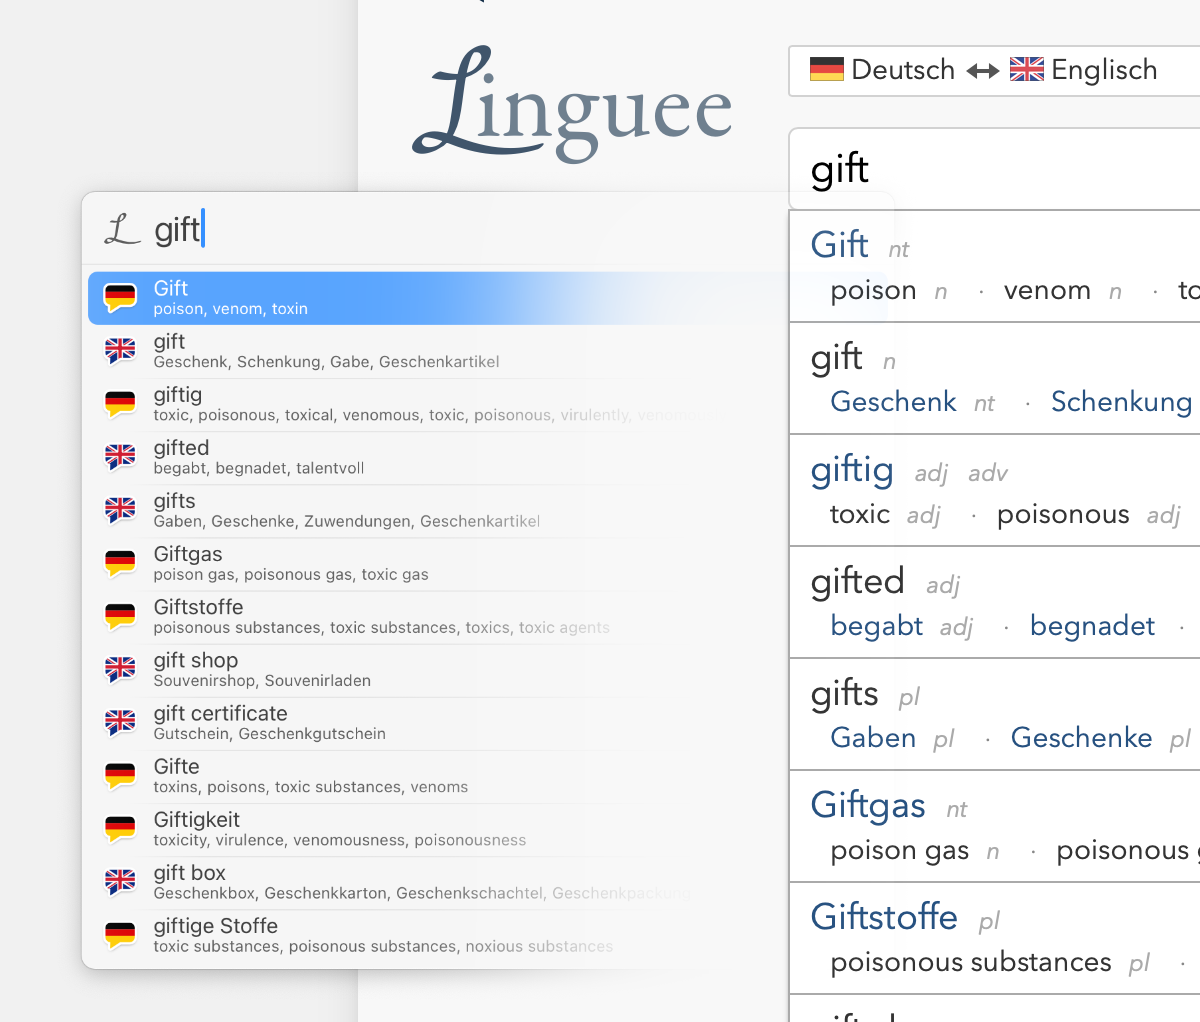 Linguee
Deutsch ↔ Englisch
gift
Gift nt
poison n · venom n ·
gift n
Geschenk nt · Schenkung
giftig adj adv
toxic adj · poisonous adj
gifted adj
begabt adj · begnadet ·
gifts pl
Gaben pl · Geschenke pl
Giftgas nt
poison gas n · poisonous
Giftstoffe pl
poisonous substances pl ·
L gift
Gift
poison, venom, toxin
gift
Geschenk, Schenkung, Gabe, Geschenkartikel
giftig
toxic, poisonous, toxical, venomous, toxic, poisonous, virulently,
gifted
begabt, begnadet, talentvoll
gifts
Gaben, Geschenke, Zuwendungen, Geschenkartikel
Giftgas
poison gas, poisonous gas, toxic gas
Giftstoffe
poisonous substances, toxic substances, toxics, toxic agents
gift shop
Souvenirshop, Souvenirladen
gift certificate
Gutschein, Geschenkgutschein
Gifte
toxins, poisons, toxic substances, venoms
Giftigkeit
toxicity, virulence, venomousness, poisonousness
gift box
Geschenkbox, Geschenkkarton, Geschenkschachtel, Geschenkpackung
giftige Stoffe
toxic substances, poisonous substances, noxious substances